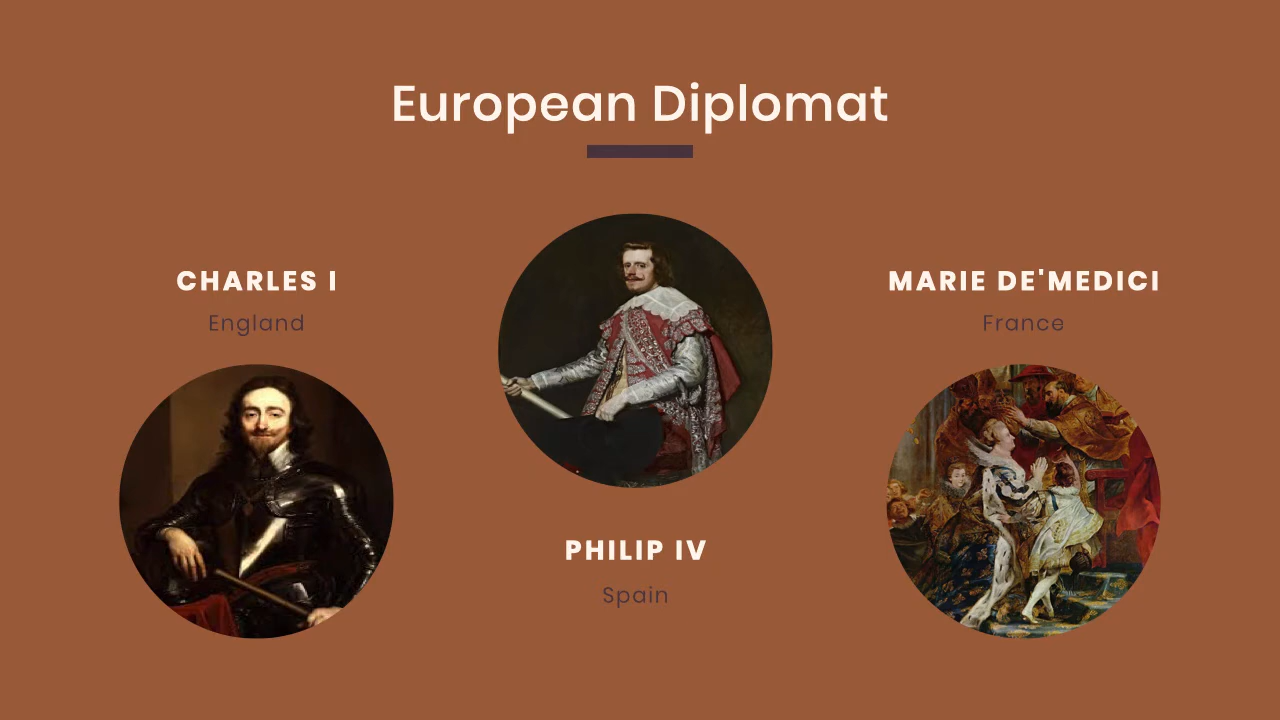 European Diplomat
CHARLES I
England
PHILIP IV
Spain
MARIE DE'MEDICI
France